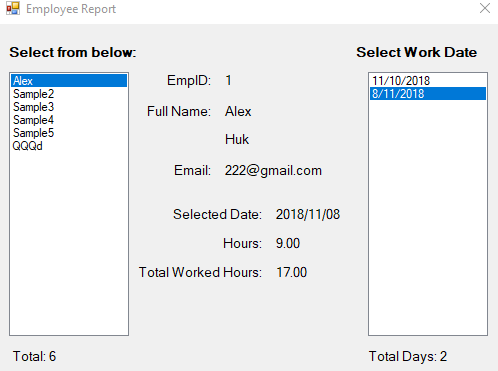 Employee Report
Select from below:
Select Work Date
Alex
Sample2
Sample3
Sample4
Sample5
QQQd
EmpID: 1
Full Name: Alex
Huk
Email: 222@gmail.com
Selected Date: 2018/11/08
Hours: 9.00
Total Worked Hours: 17.00
11/10/2018
8/11/2018
Total: 6
Total Days: 2